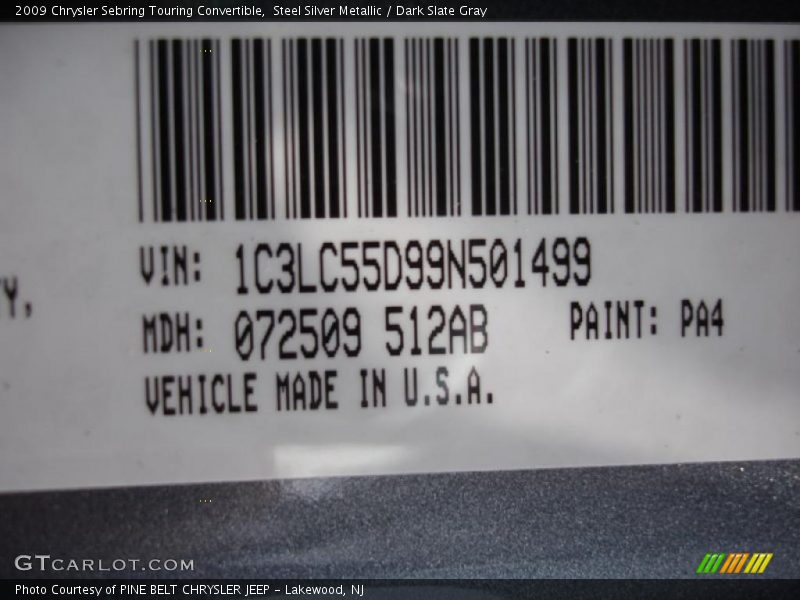 2009 Chrysler Sebring Touring Convertible, Steel Silver Metallic / Dark Slate Gray
VIN: 1C3LC55D99N501499
Y,
MDH: 072509 512AB PAINT: PA4
VEHICLE MADE IN U.S.A.
GTCARLOT.COM
Photo Courtesy of PINE BELT CHRYSLER JEEP - Lakewood, NJ